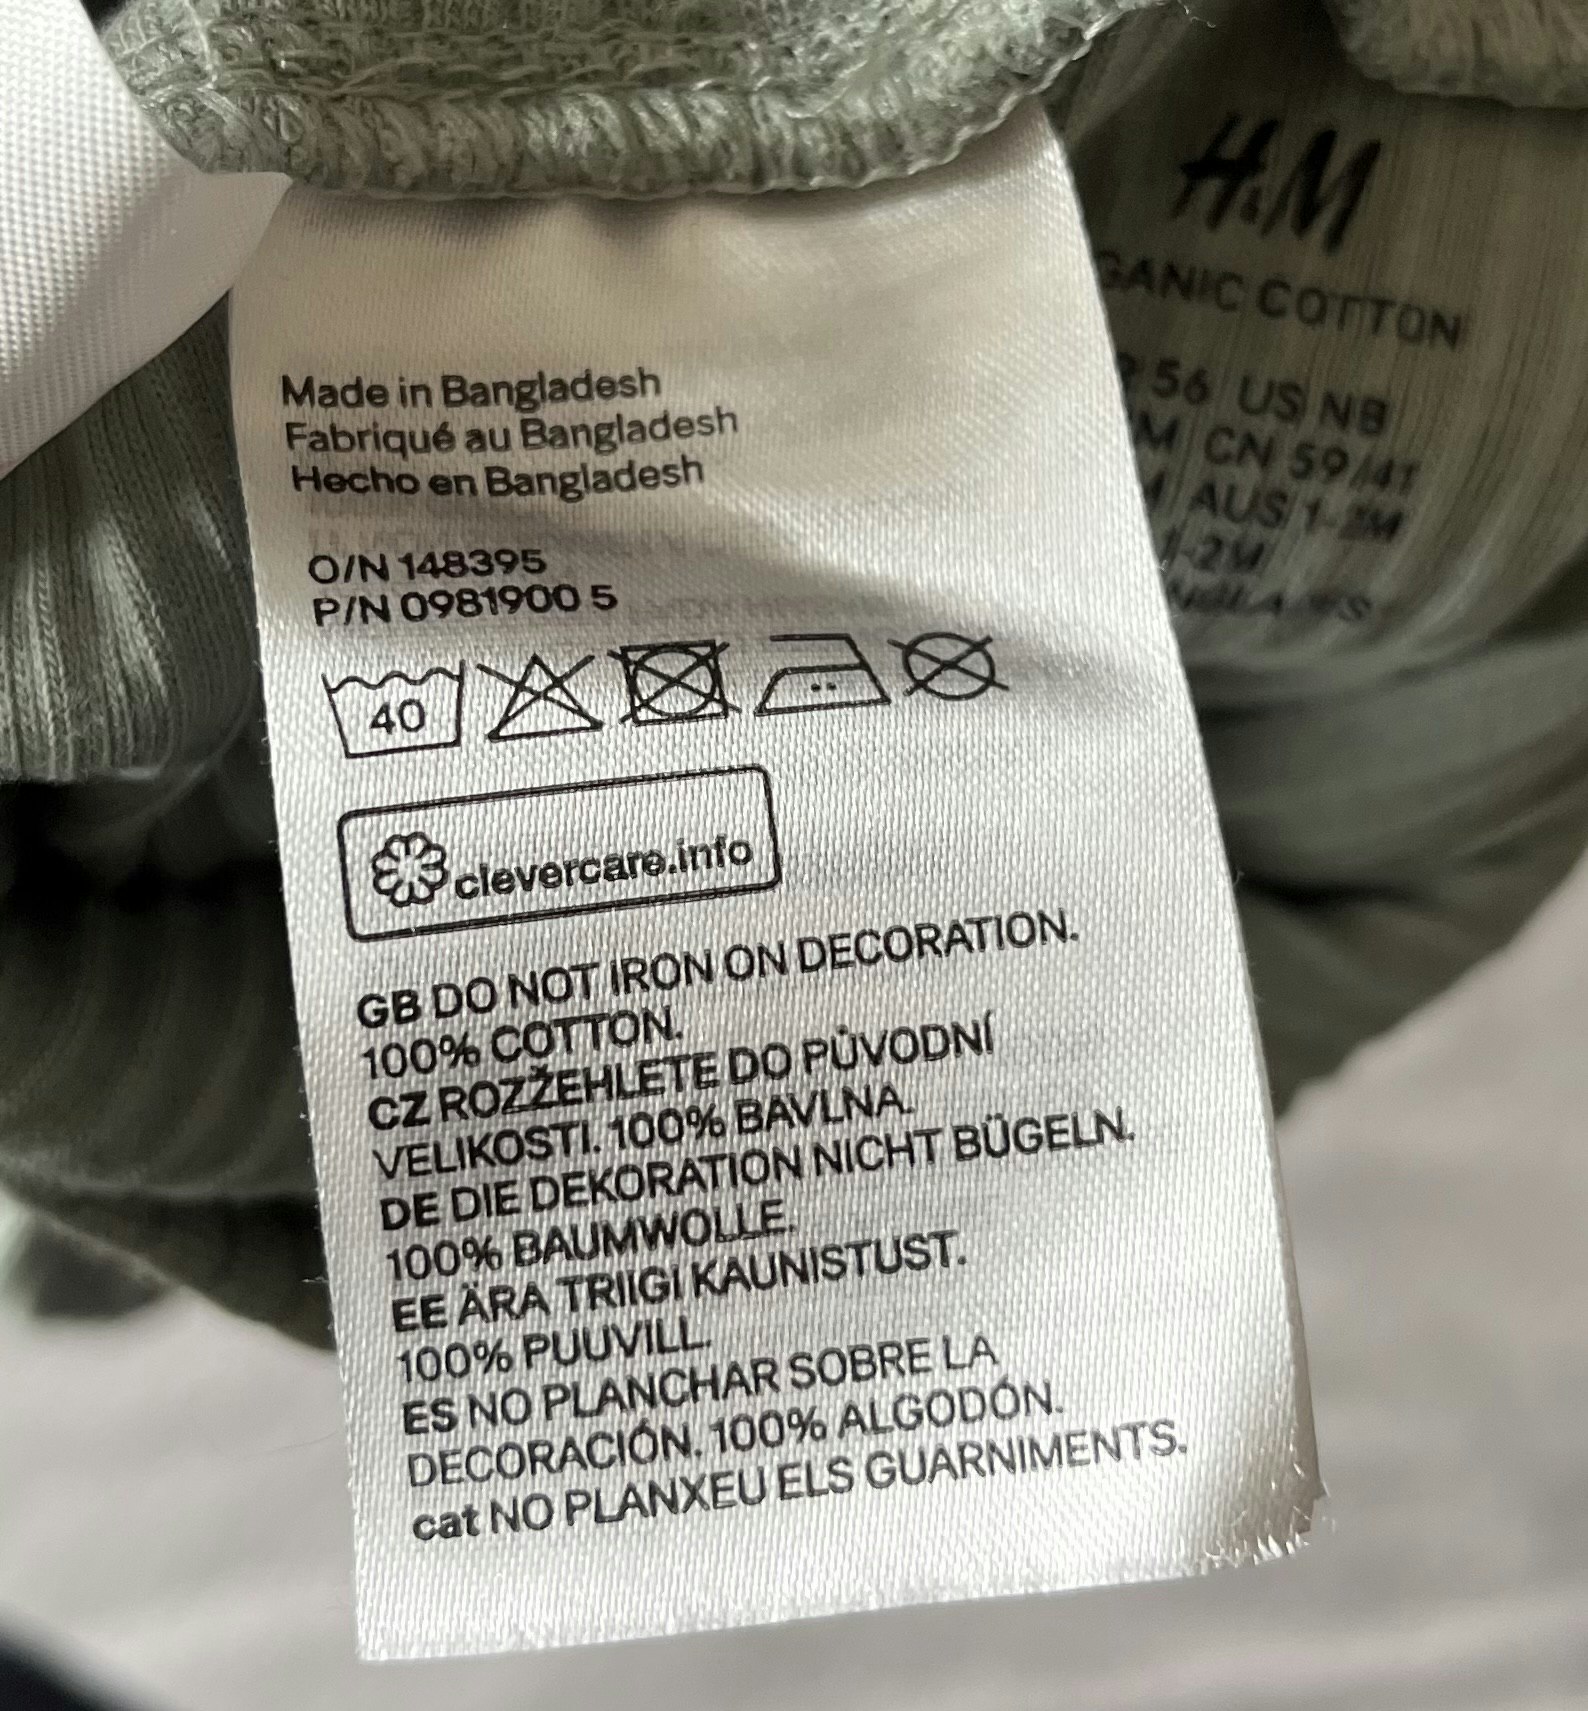 Made in Bangladesh
Fabriqué au Bangladesh
Hecho en Bangladesh
O/N 148395
P/N 0981900 5
40
clevercare.info
GB DO NOT IRON ON DECORATION.
100% COTTON.
CZ ROZŽEHLETE DO PŮVODNÍ
VELIKOSTI. 100% BAVLNA.
DE DIE DEKORATION NICHT BÜGELN.
100% BAUMWOLLE.
EE ÄRA TRIIGI KAUNISTUST.
100% PUUVILL.
ES NO PLANCHAR SOBRE LA
DECORACIÓN. 100% ALGODÓN.
cat NO PLANXEU ELS GUARNIMENTS.
H&M
GANIC COTTON
56 US NB
M CN 59/41
AUS 1-2M
-2M